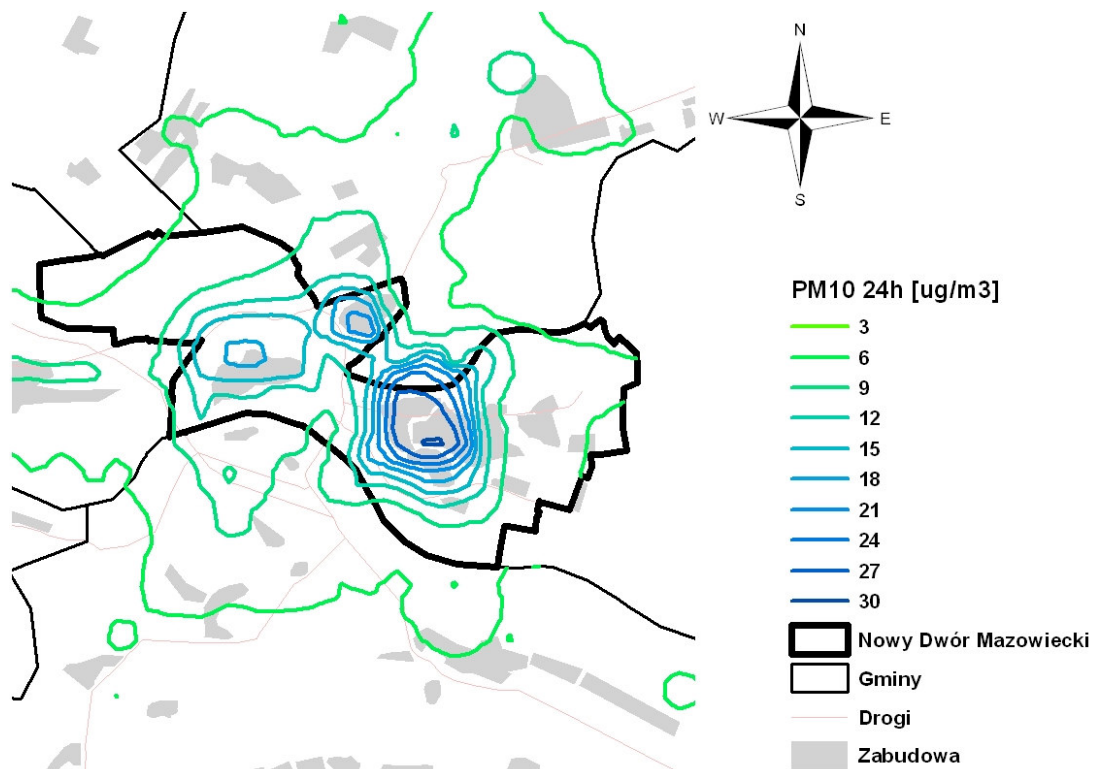 N
W E
S
PM10 24h [ug/m3]
3
6
9
12
15
18
21
24
27
30
Nowy Dwór Mazowiecki
Gminy
Drogi
Zabudowa